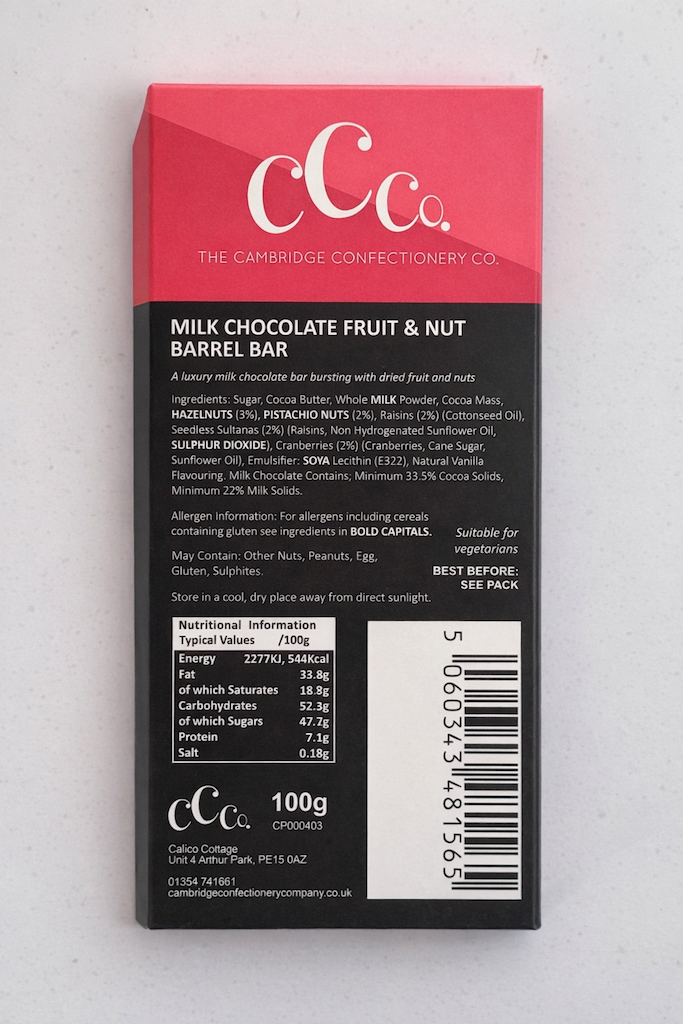 CCCo.
THE CAMBRIDGE CONFECTIONERY CO.
MILK CHOCOLATE FRUIT & NUT
BARREL BAR
A luxury milk chocolate bar bursting with dried fruit and nuts
Ingredients: Sugar, Cocoa Butter, Whole MILK Powder, Cocoa Mass,
HAZELNUTS (3%), PISTACHIO NUTS (2%), Raisins (2%) (Cottonseed Oil),
Seedless Sultanas (2%) (Raisins, Non Hydrogenated Sunflower Oil,
SULPHUR DIOXIDE), Cranberries (2%) (Cranberries, Cane Sugar,
Sunflower Oil), Emulsifier: SOYA Lecithin (E322), Natural Vanilla
Flavouring. Milk Chocolate Contains; Minimum 33.5% Cocoa Solids,
Minimum 22% Milk Solids.
Allergen Information: For allergens including cereals
containing gluten see ingredients in BOLD CAPITALS.
May Contain: Other Nuts, Peanuts, Egg,
Gluten, Sulphites.
Suitable for
vegetarians
BEST BEFORE:
SEE PACK
Store in a cool, dry place away from direct sunlight.
Nutritional Information
Typical Values /100g
Energy 2277KJ, 544Kcal
Fat 33.8g
of which Saturates 18.8g
Carbohydrates 52.3g
of which Sugars 47.7g
Protein 7.1g
Salt 0.18g
5 060343 481565
CCCo.
100g
CP000403
Calico Cottage
Unit 4 Arthur Park, PE15 0AZ
01354 741661
cambridgeconfectionerycompany.co.uk